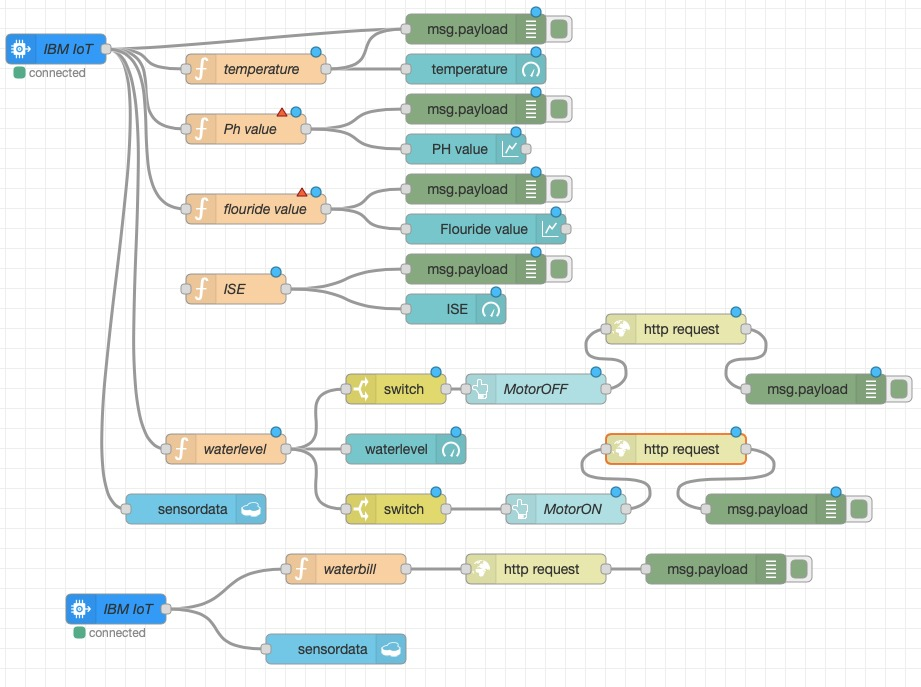 msg.payload
IBM IoT
connected
temperature
temperature
msg.payload
Ph value
PH value
msg.payload
flouride value
Flouride value
msg.payload
ISE
ISE
http request
switch
MotorOFF
msg.payload
waterlevel
waterlevel
http request
sensordata
switch
MotorON
msg.payload
waterbill
http request
msg.payload
IBM IoT
connected
sensordata